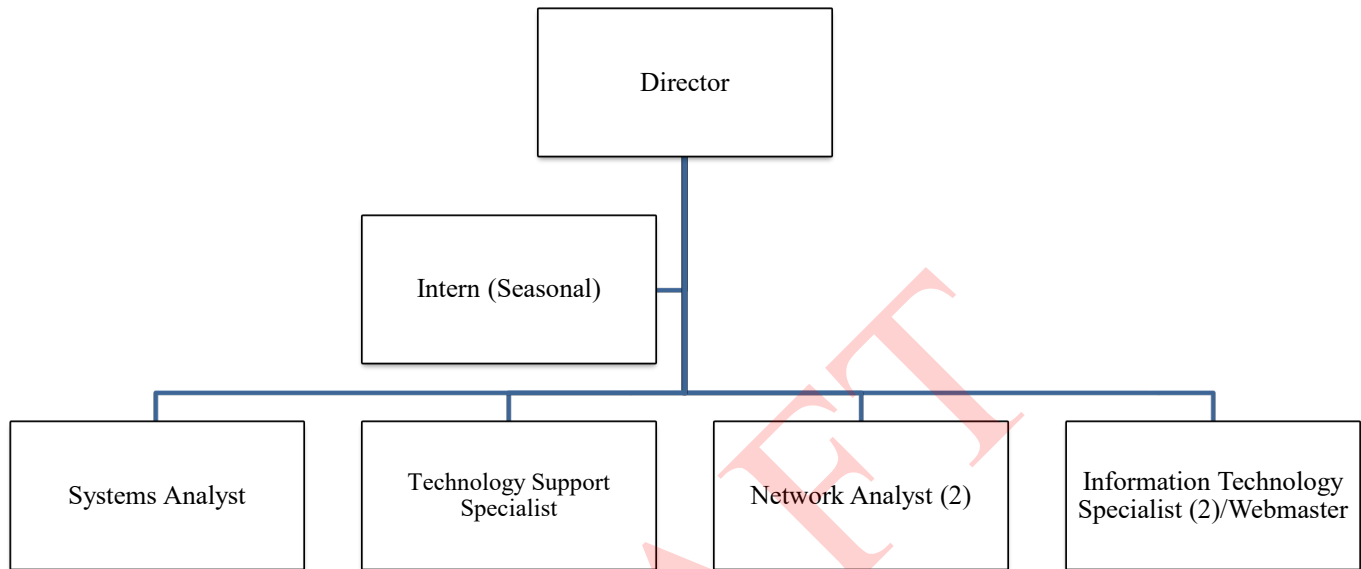 Director
Intern (Seasonal)
Systems Analyst
Technology Support
Specialist
Network Analyst (2)
Information Technology
Specialist (2)/Webmaster